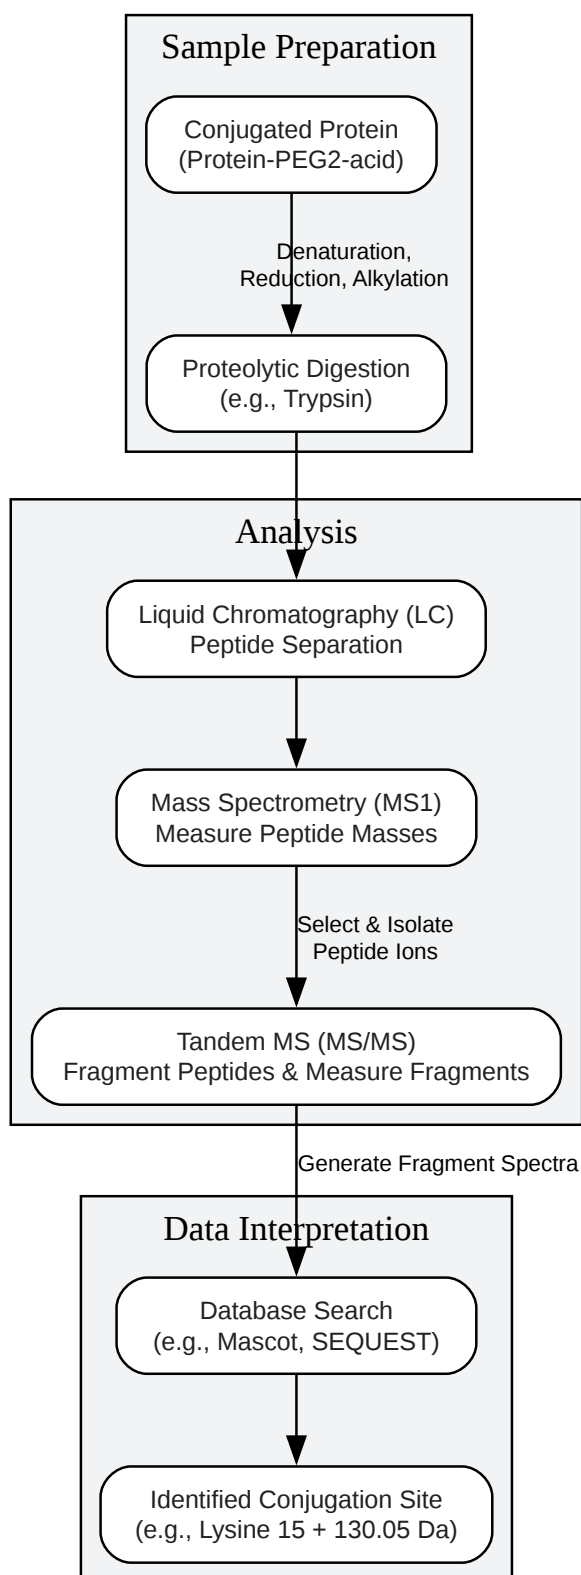 Sample Preparation
Conjugated Protein
(Protein-PEG2-acid)
Denaturation,
Reduction, Alkylation
Proteolytic Digestion
(e.g., Trypsin)
Analysis
Liquid Chromatography (LC)
Peptide Separation
Mass Spectrometry (MS1)
Measure Peptide Masses
Select & Isolate
Peptide Ions
Tandem MS (MS/MS)
Fragment Peptides & Measure Fragments
Generate Fragment Spectra
Data Interpretation
Database Search
(e.g., Mascot, SEQUEST)
Identified Conjugation Site
(e.g., Lysine 15 + 130.05 Da)